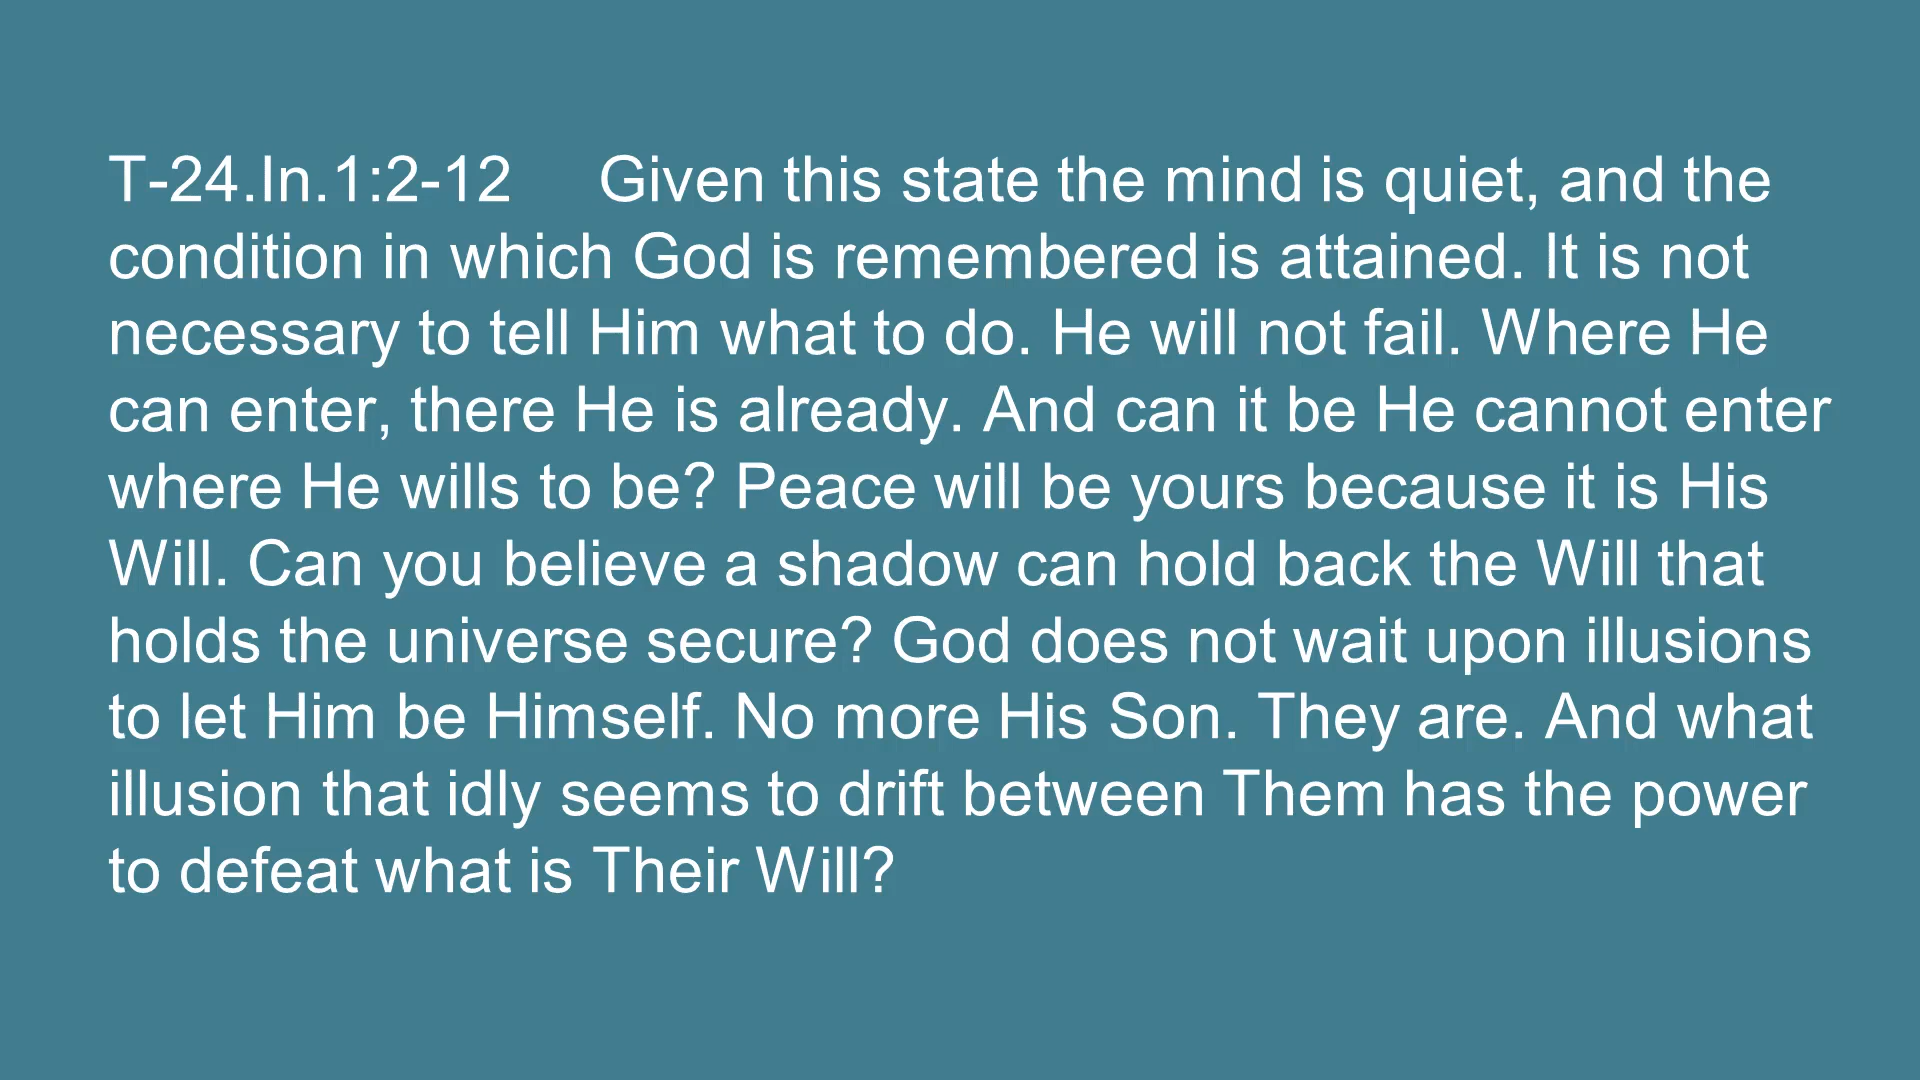 T-24.In.1:2-12 Given this state the mind is quiet, and the
condition in which God is remembered is attained. It is not
necessary to tell Him what to do. He will not fail. Where He
can enter, there He is already. And can it be He cannot enter
where He wills to be? Peace will be yours because it is His
Will. Can you believe a shadow can hold back the Will that
holds the universe secure? God does not wait upon illusions
to let Him be Himself. No more His Son. They are. And what
illusion that idly seems to drift between Them has the power
to defeat what is Their Will?